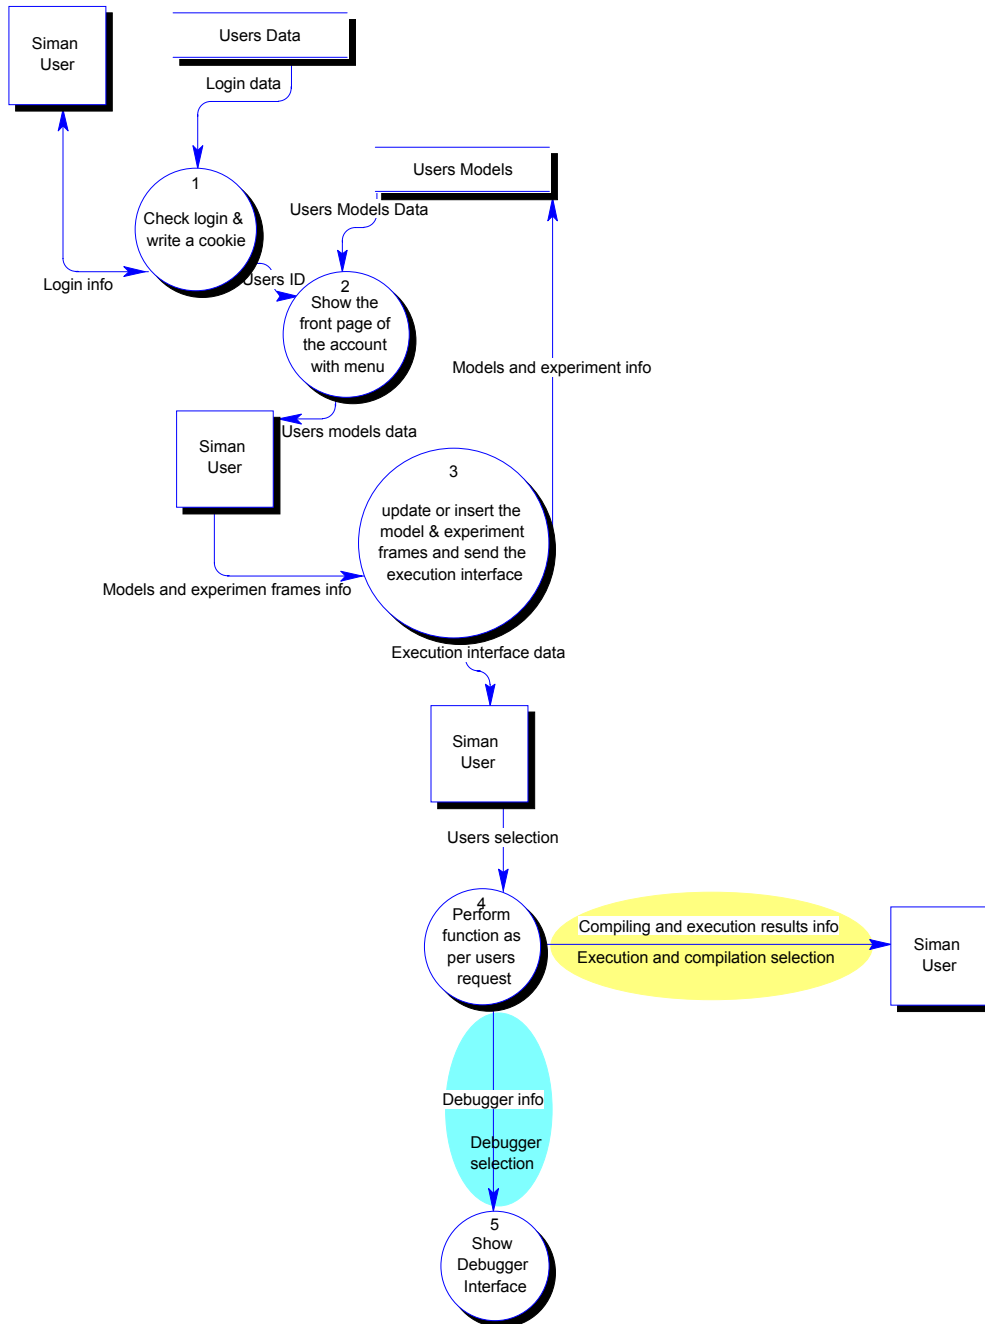 Siman
User
Users Data
Login data
Users Models
1
Check login &
write a cookie
Users Models Data
Login info
Users ID
2
Show the
front page of
the account
with menu
Models and experiment info
Siman
User
Users models data
3
update or insert the
model & experiment
frames and send the
execution interface
Models and experimen frames info
Execution interface data
Siman
User
Users selection
4
Perform
function as
per users
request
Compiling and execution results info
Execution and compilation selection
Siman
User
Debugger info
Debugger
selection
5
Show
Debugger
Interface